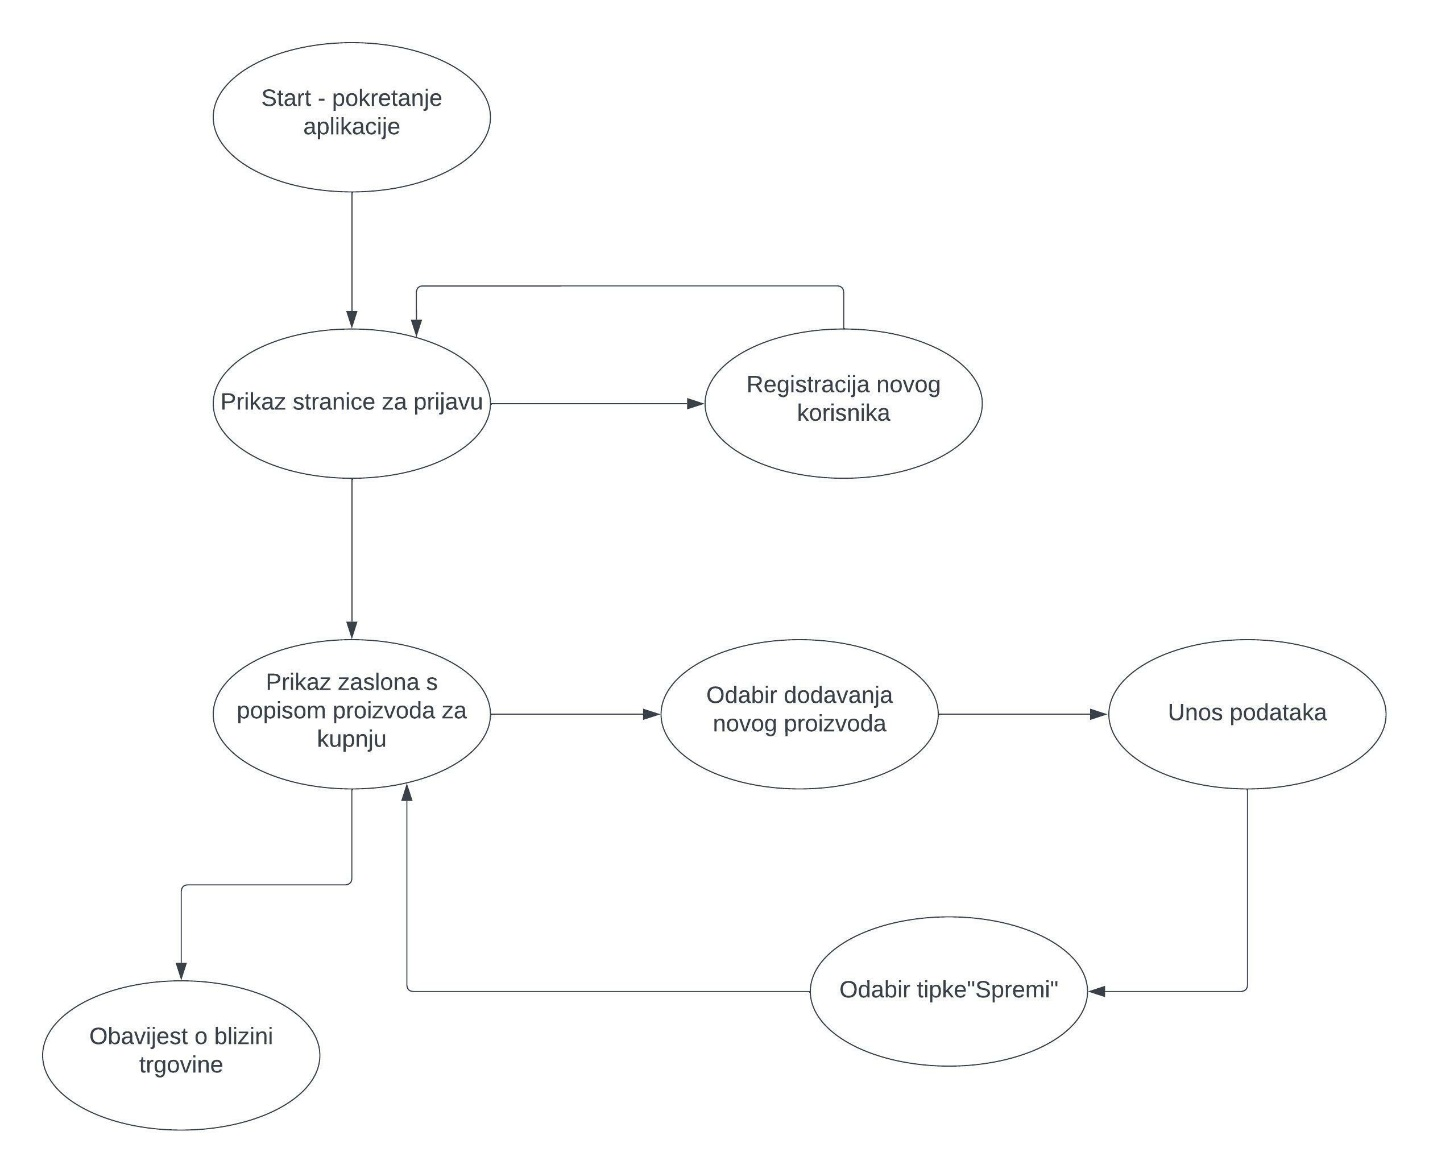 Start - pokretanje
aplikacije
Prikaz stranice za prijavu
Registracija novog
korisnika
Prikaz zaslona s
popisom proizvoda za
kupnju
Odabir dodavanja
novog proizvoda
Unos podataka
Odabir tipke"Spremi"
Obavijest o blizini
trgovine